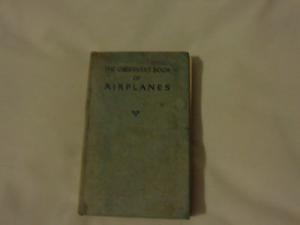 THE OBSERVER'S BOOK
OF
AIRPLANES